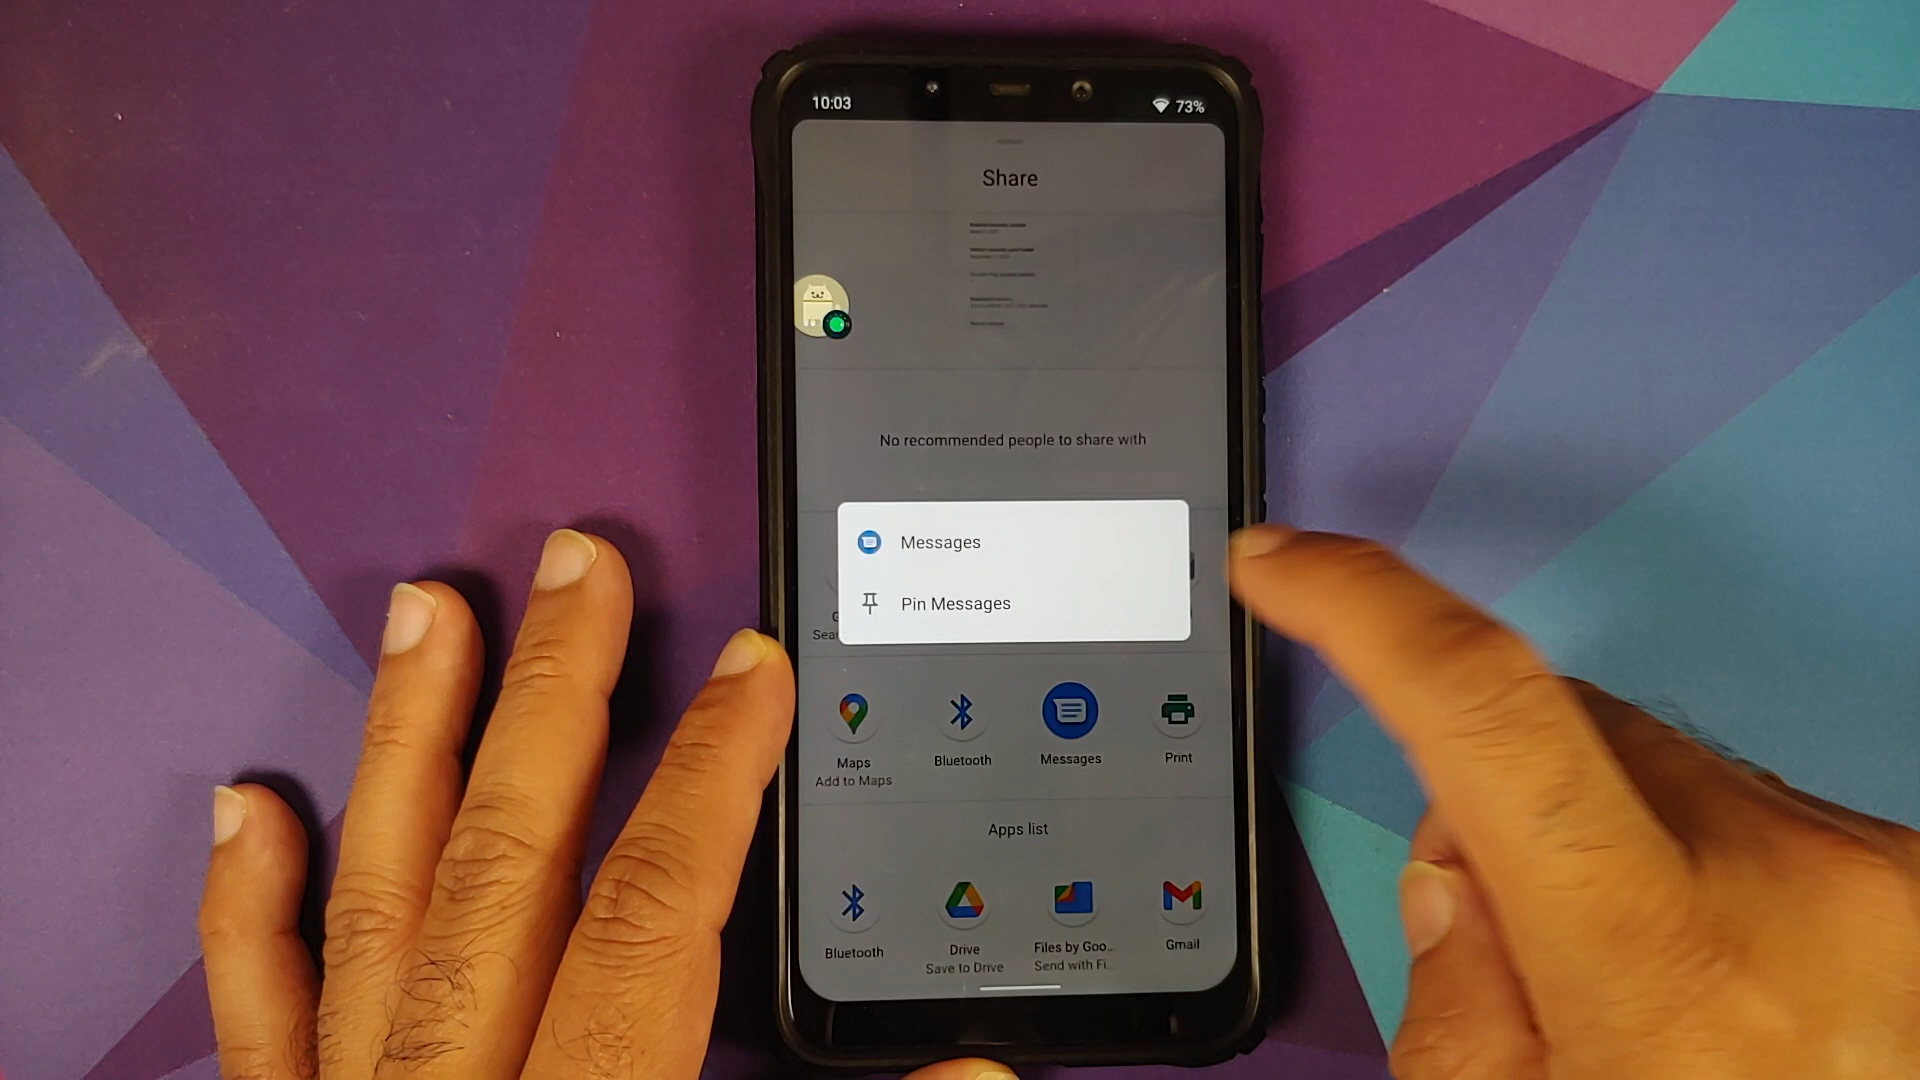 10:03
73%
Share
No recommended people to share with
Messages
Pin Messages
Maps
Add to Maps
Bluetooth
Messages
Print
Apps list
Bluetooth
Drive
Save to Drive
Files by Goo...
Send with Fi...
Gmail